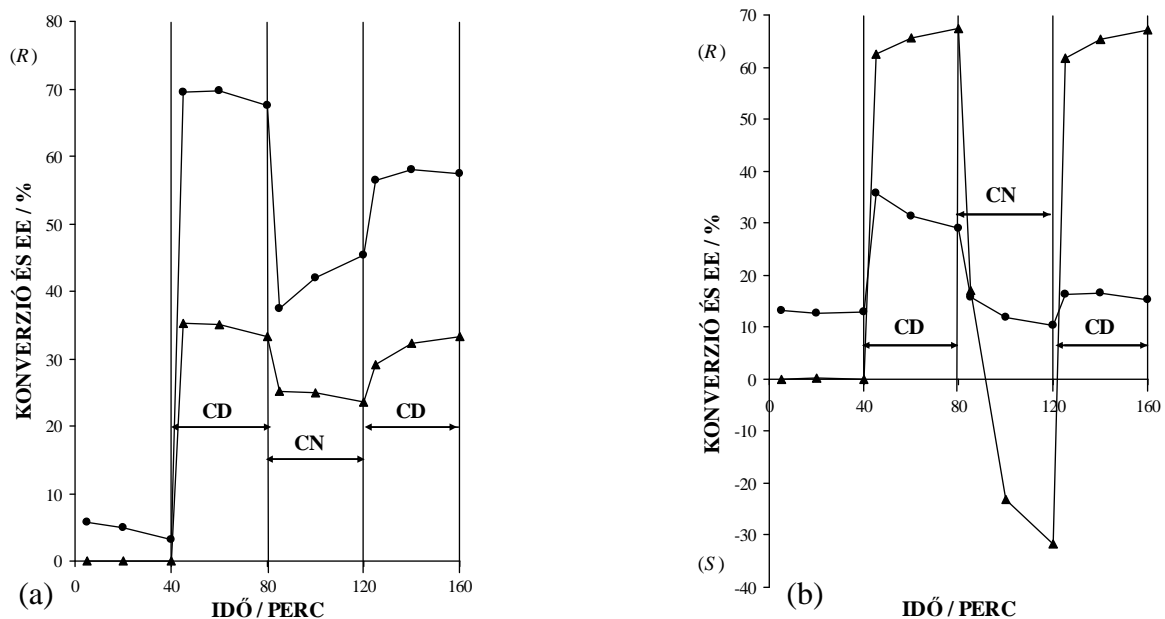 80
70
60
50
40
30
20
10
0
(R)
KONVERZIÓ ÉS EE / %
CD
CN
CD
0 40 80 120 160
IDŐ / PERC
(a)
70
60
50
40
30
20
10
0
-10
-20
-30
-40
(R)
(S)
KONVERZIÓ ÉS EE / %
CN
CD
CD
0 40 80 120 160
IDŐ / PERC
(b)